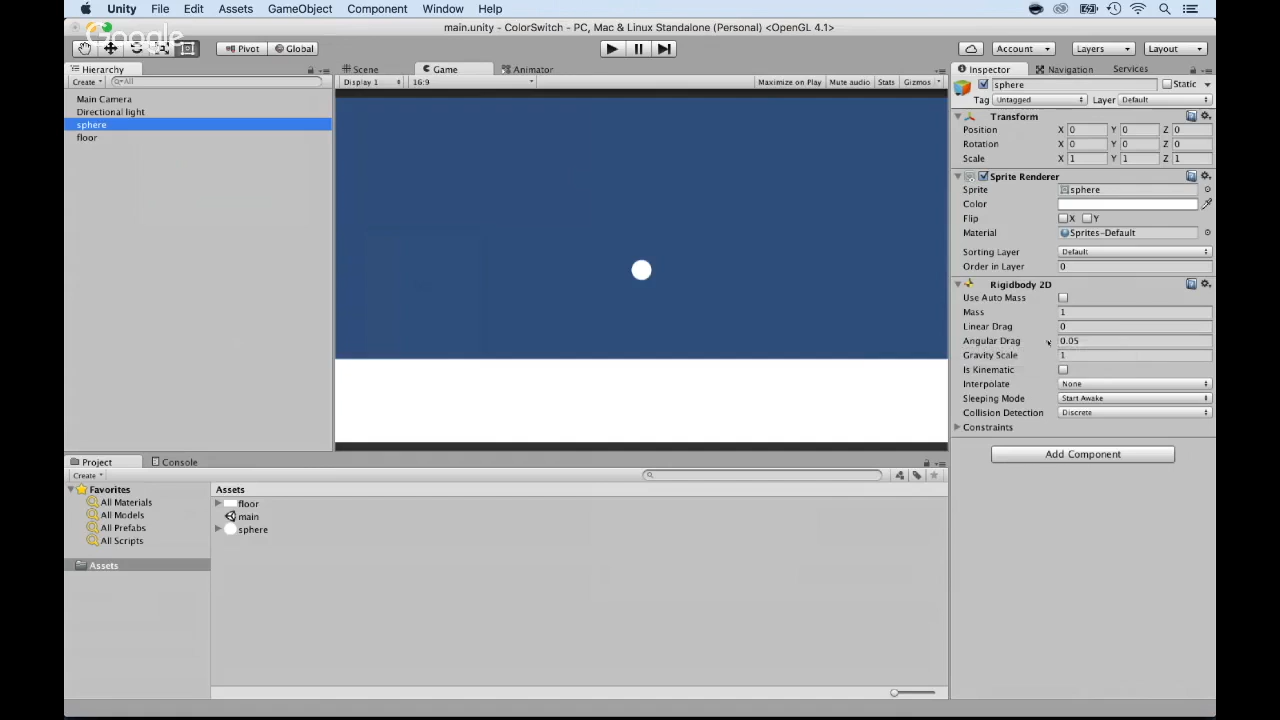 Unity File Edit Assets GameObject Component Window Help
main.unity - ColorSwitch - PC, Mac & Linux Standalone (Personal) <OpenGL 4.1>
Google
Pivot Global Account Layers Layout
Hierarchy
Create All
Main Camera
Directional light
sphere
floor
Scene Game Animator
Display 1 16:9 Maximize on Play Mute audio Stats Gizmos
Inspector Navigation Services
sphere Static
Tag Untagged Layer Default
Transform
Position X 0 Y 0 Z 0
Rotation X 0 Y 0 Z 0
Scale X 1 Y 1 Z 1
Sprite Renderer
Sprite sphere
Color
Flip X Y
Material Sprites-Default
Sorting Layer Default
Order in Layer 0
Rigidbody 2D
Use Auto Mass
Mass 1
Linear Drag 0
Angular Drag 0.05
Gravity Scale 1
Is Kinematic
Interpolate None
Sleeping Mode Start Awake
Collision Detection Discrete
Constraints
Add Component
Project Console
Create
Favorites
All Materials
All Models
All Prefabs
All Scripts
Assets
Assets
floor
main
sphere